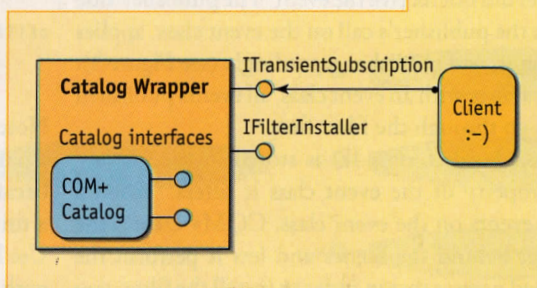 ITransientSubscription
Catalog Wrapper
Client
:–)
IFilterInstaller
Catalog interfaces
COM+
Catalog